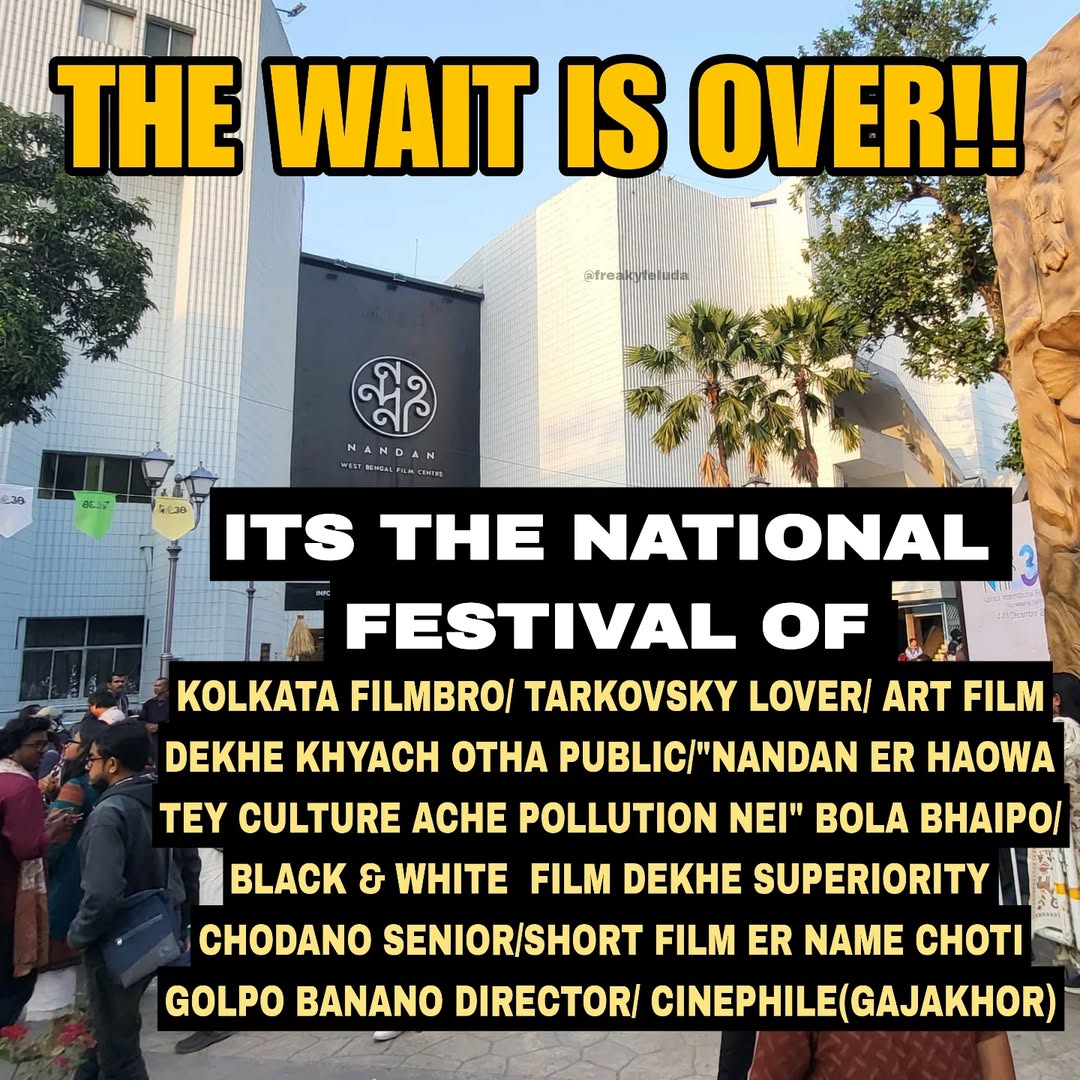 THE WAIT IS OVER!!
@freakyfeluda
NANDAN
WEST BENGAL FILM CENTRE
ITS THE NATIONAL
FESTIVAL OF
KOLKATA FILMBRO/ TARKOVSKY LOVER/ ART FILM
DEKHE KHYACH OTHA PUBLIC/"NANDAN ER HAOWA
TEY CULTURE ACHE POLLUTION NEI" BOLA BHAIPO/
BLACK & WHITE FILM DEKHE SUPERIORITY
CHODANO SENIOR/SHORT FILM ER NAME CHOTI
GOLPO BANANO DIRECTOR/ CINEPHILE(GAJAKHOR)